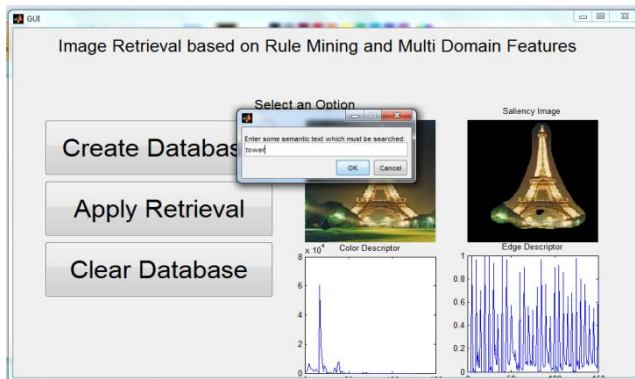 GUI
Image Retrieval based on Rule Mining and Multi Domain Features
Select an Option
Create Databas
Apply Retrieval
Clear Database
Enter some semantic text which must be searched:
tower
OK
Cancel
Saliency Image
Color Descriptor
x 10^4
8
6
4
2
Edge Descriptor
1
0.8
0.6
0.4
0.2